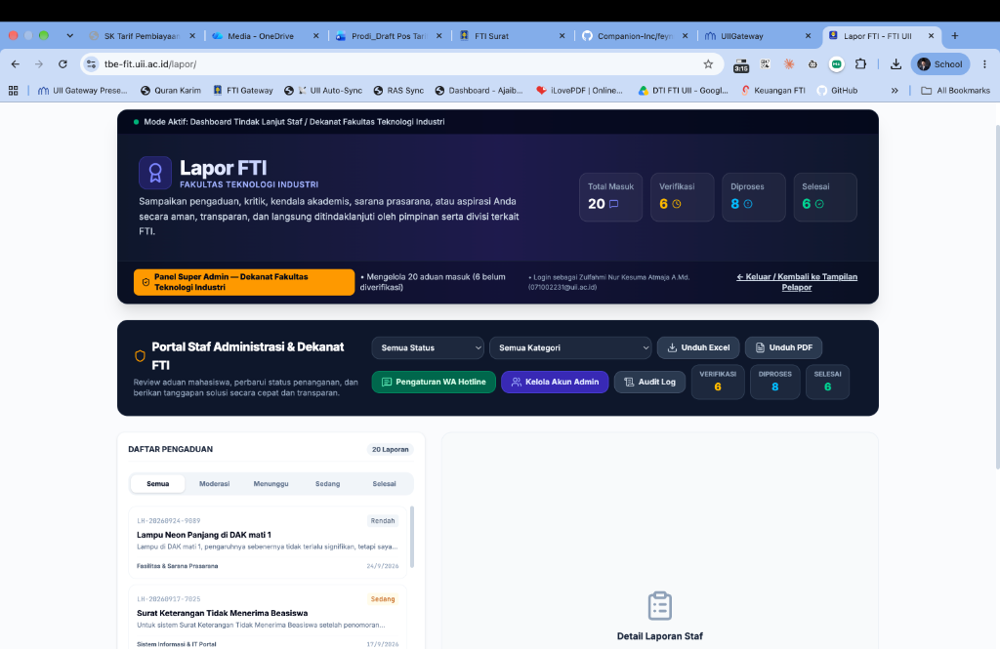 SK Tarif Pembiayaan
Media - OneDrive
Prodi_Draft Pos Tari
FTI Surat
Companion-Inc/feyn
UIIGateway
Lapor FTI - FTI UII
tbe-fit.uii.ac.id/lapor/
3:15
School
UII Gateway Prese...
Quran Karim
FTI Gateway
UII Auto-Sync
RAS Sync
Dashboard - Ajaib...
iLovePDF | Online...
DTI FTI UII - Googl...
Keuangan FTI
GitHub
All Bookmarks
Mode Aktif: Dashboard Tindak Lanjut Staf / Dekanat Fakultas Teknologi Industri
Lapor FTI
FAKULTAS TEKNOLOGI INDUSTRI
Sampaikan pengaduan, kritik, kendala akademis, sarana prasarana, atau aspirasi Anda
secara aman, transparan, dan langsung ditindaklanjuti oleh pimpinan serta divisi terkait
FTI.
Total Masuk
20
Verifikasi
6
Diproses
8
Selesai
6
Panel Super Admin — Dekanat Fakultas
Teknologi Industri
• Mengelola 20 aduan masuk (6 belum
diverifikasi)
• Login sebagai Zulfahmi Nur Kesuma Atmaja A.Md.
(071002231@uii.ac.id)
← Keluar / Kembali ke Tampilan
Pelapor
Portal Staf Administrasi & Dekanat
FTI
Review aduan mahasiswa, perbarui status penanganan, dan
berikan tanggapan solusi secara cepat dan transparan.
Semua Status
Semua Kategori
Unduh Excel
Unduh PDF
Pengaturan WA Hotline
Kelola Akun Admin
Audit Log
VERIFIKASI
6
DIPROSES
8
SELESAI
6
DAFTAR PENGADUAN
20 Laporan
Semua
Moderasi
Menunggu
Sedang
Selesai
LH-20260924-9089
Rendah
Lampu Neon Panjang di DAK mati 1
Lampu di DAK mati 1, pengaruhnya sebenernya tidak terlalu signifikan, tetapi saya...
Fasilitas & Sarana Prasarana
24/9/2026
LH-20260917-7025
Sedang
Surat Keterangan Tidak Menerima Beasiswa
Untuk sistem Surat Keterangan Tidak Menerima Beasiswa setelah penomoran...
Sistem Informasi & IT Portal
17/9/2026
Detail Laporan Staf